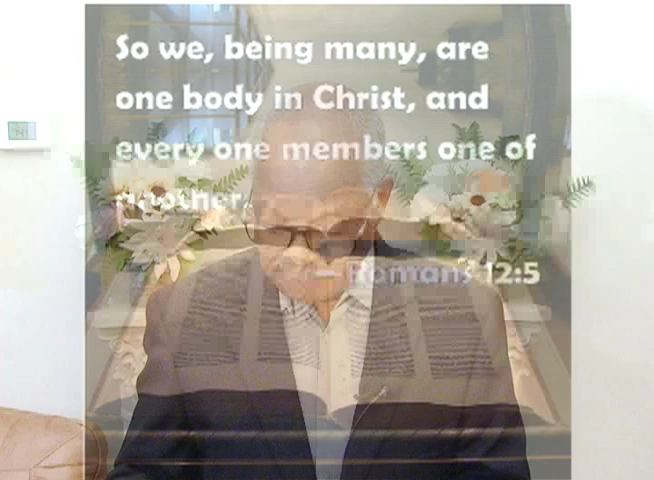 So we, being many, are
one body in Christ, and
every one members one of
another.
— Romans 12:5